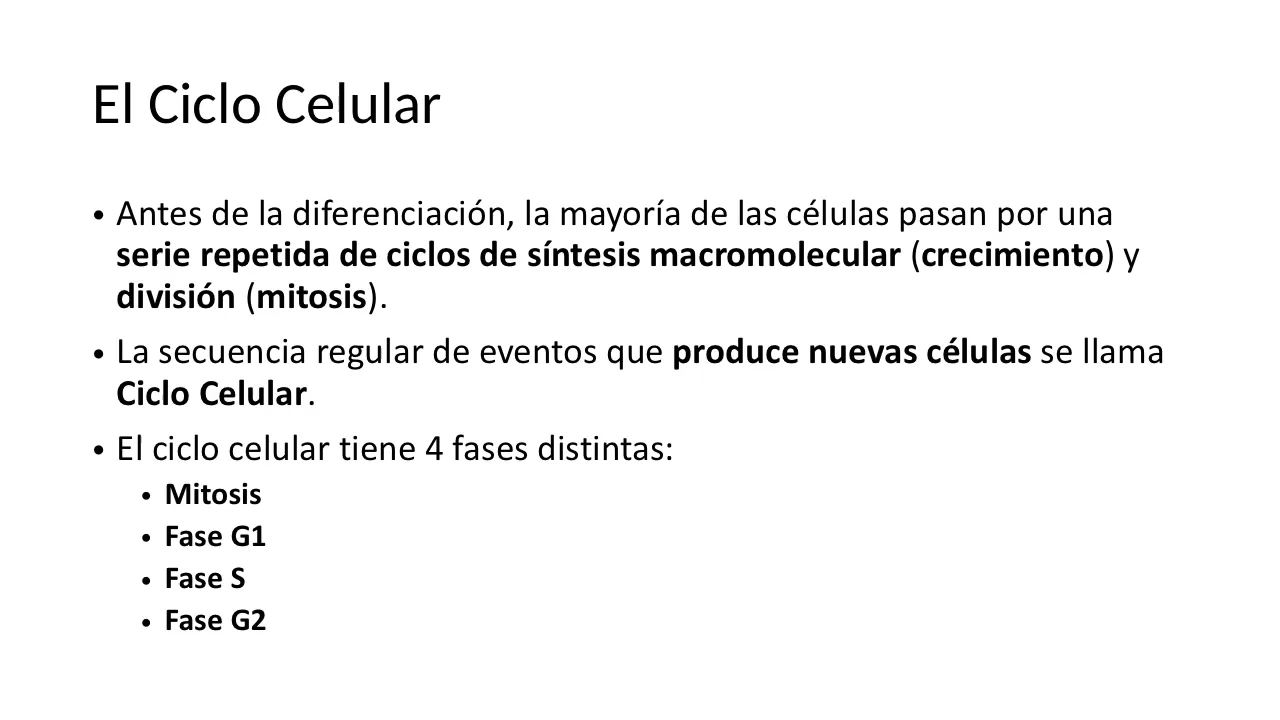 El Ciclo Celular
• Antes de la diferenciación, la mayoría de las células pasan por una
serie repetida de ciclos de síntesis macromolecular (crecimiento) y
división (mitosis).
• La secuencia regular de eventos que produce nuevas células se llama
Ciclo Celular.
• El ciclo celular tiene 4 fases distintas:
• Mitosis
• Fase G1
• Fase S
• Fase G2